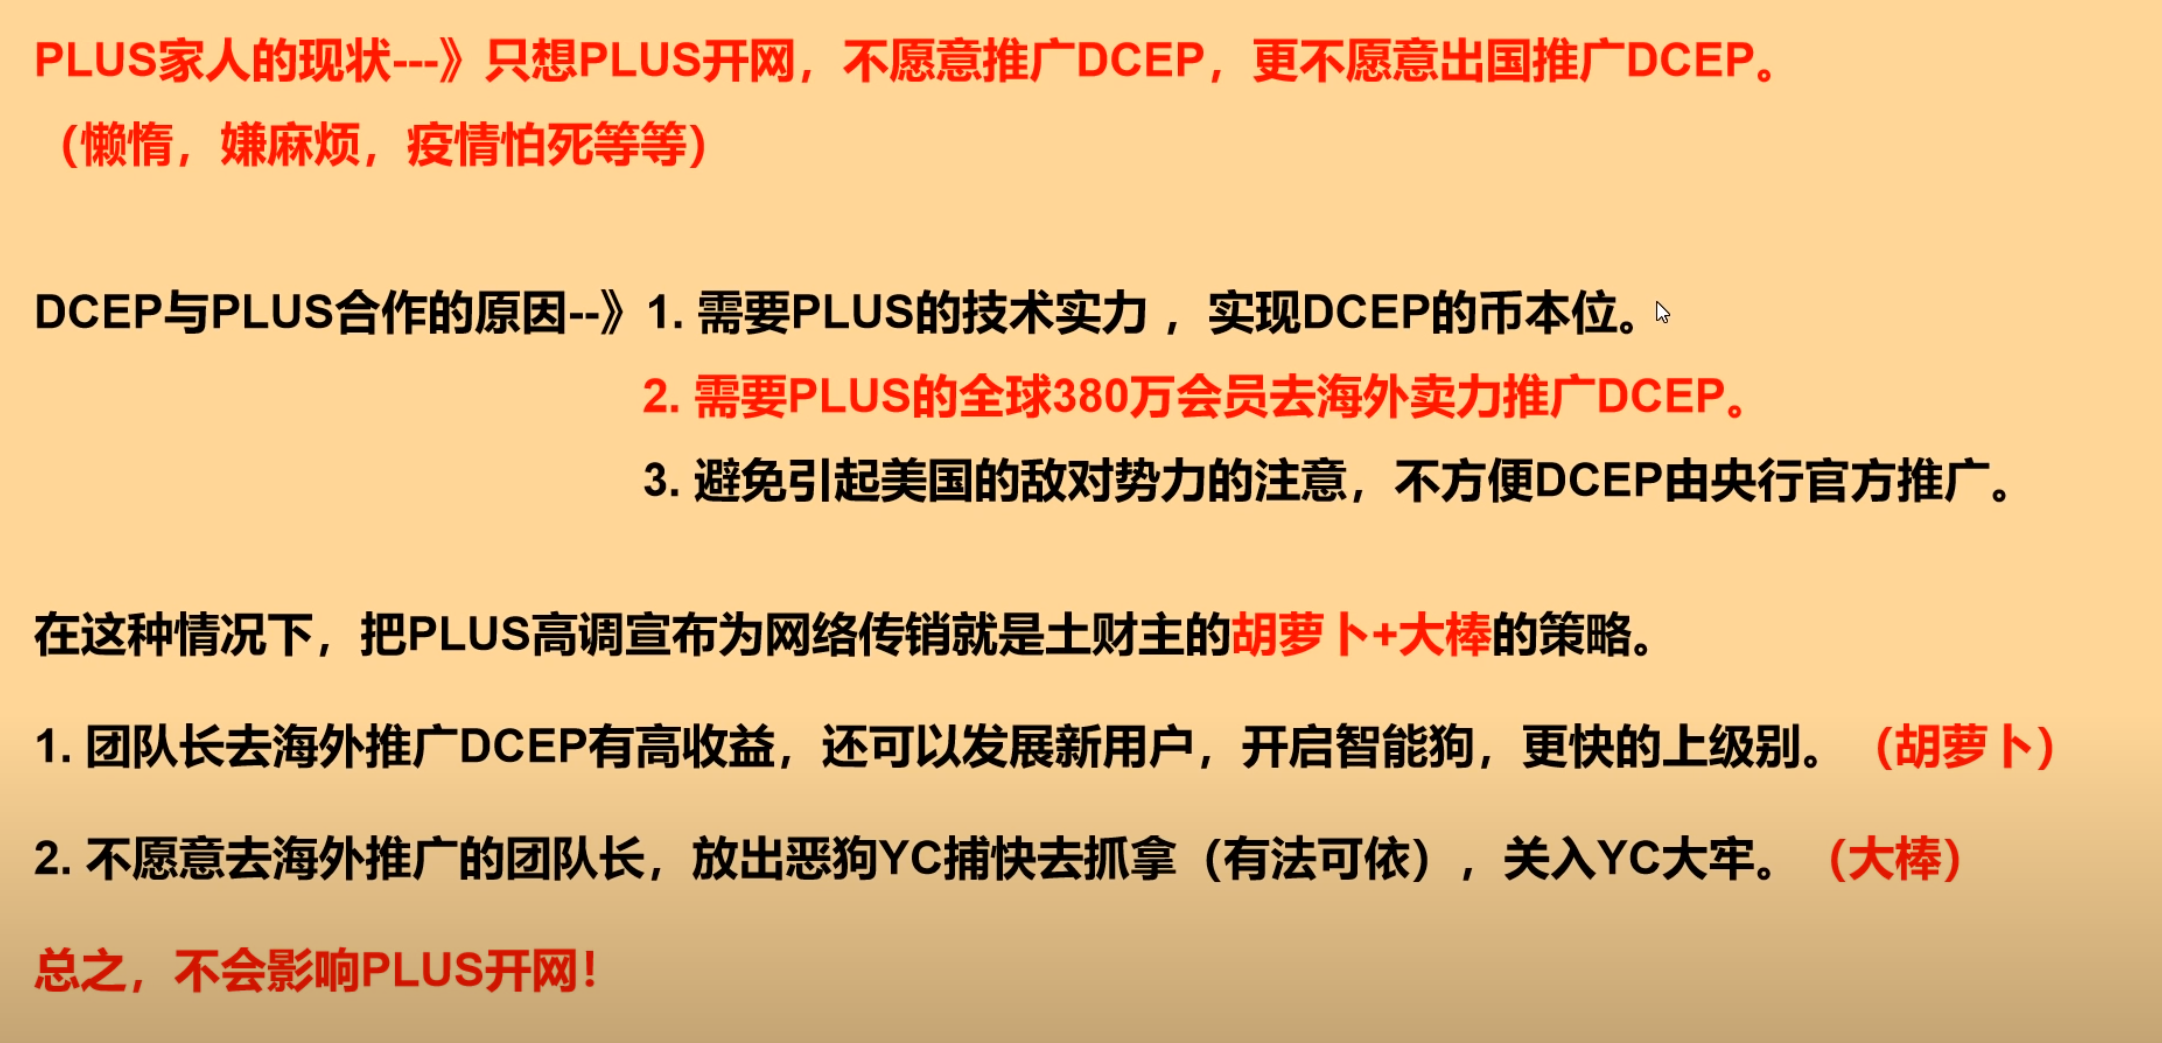 PLUS家人的现状---》只想PLUS开网，不愿意推广DCEP，更不愿意出国推广DCEP。
（懒惰，嫌麻烦，疫情怕死等等）
DCEP与PLUS合作的原因--》1. 需要PLUS的技术实力 ，实现DCEP的币本位。
2. 需要PLUS的全球380万会员去海外卖力推广DCEP。
3. 避免引起美国的敌对势力的注意，不方便DCEP由央行官方推广。
在这种情况下，把PLUS高调宣布为网络传销就是土财主的胡萝卜+大棒的策略。
1. 团队长去海外推广DCEP有高收益，还可以发展新用户，开启智能狗，更快的上级别。（胡萝卜）
2. 不愿意去海外推广的团队长，放出恶狗YC捕快去抓拿（有法可依），关入YC大牢。（大棒）
总之，不会影响PLUS开网！